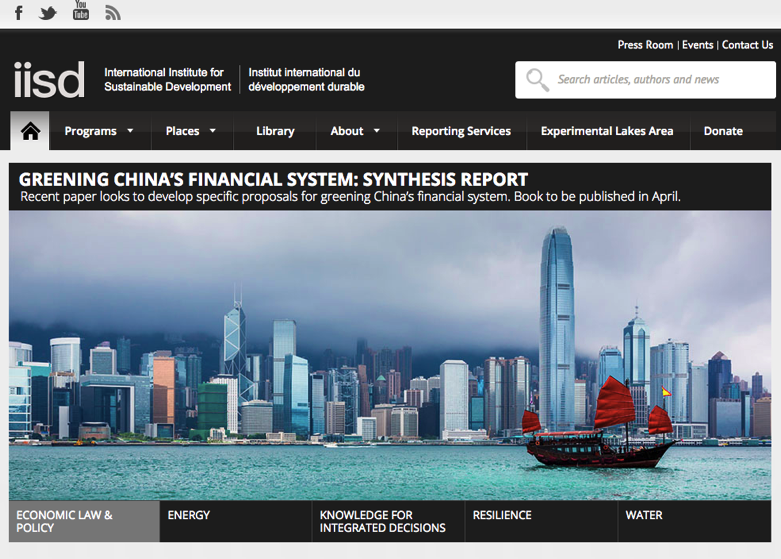 You
Tube
Press Room | Events | Contact Us
iisd
International Institute for
Sustainable Development
Institut international du
développement durable
Search articles, authors and news
Programs
Places
Library
About
Reporting Services
Experimental Lakes Area
Donate
GREENING CHINA'S FINANCIAL SYSTEM: SYNTHESIS REPORT
Recent paper looks to develop specific proposals for greening China's financial system. Book to be published in April.
ECONOMIC LAW &
POLICY
ENERGY
KNOWLEDGE FOR
INTEGRATED DECISIONS
RESILIENCE
WATER